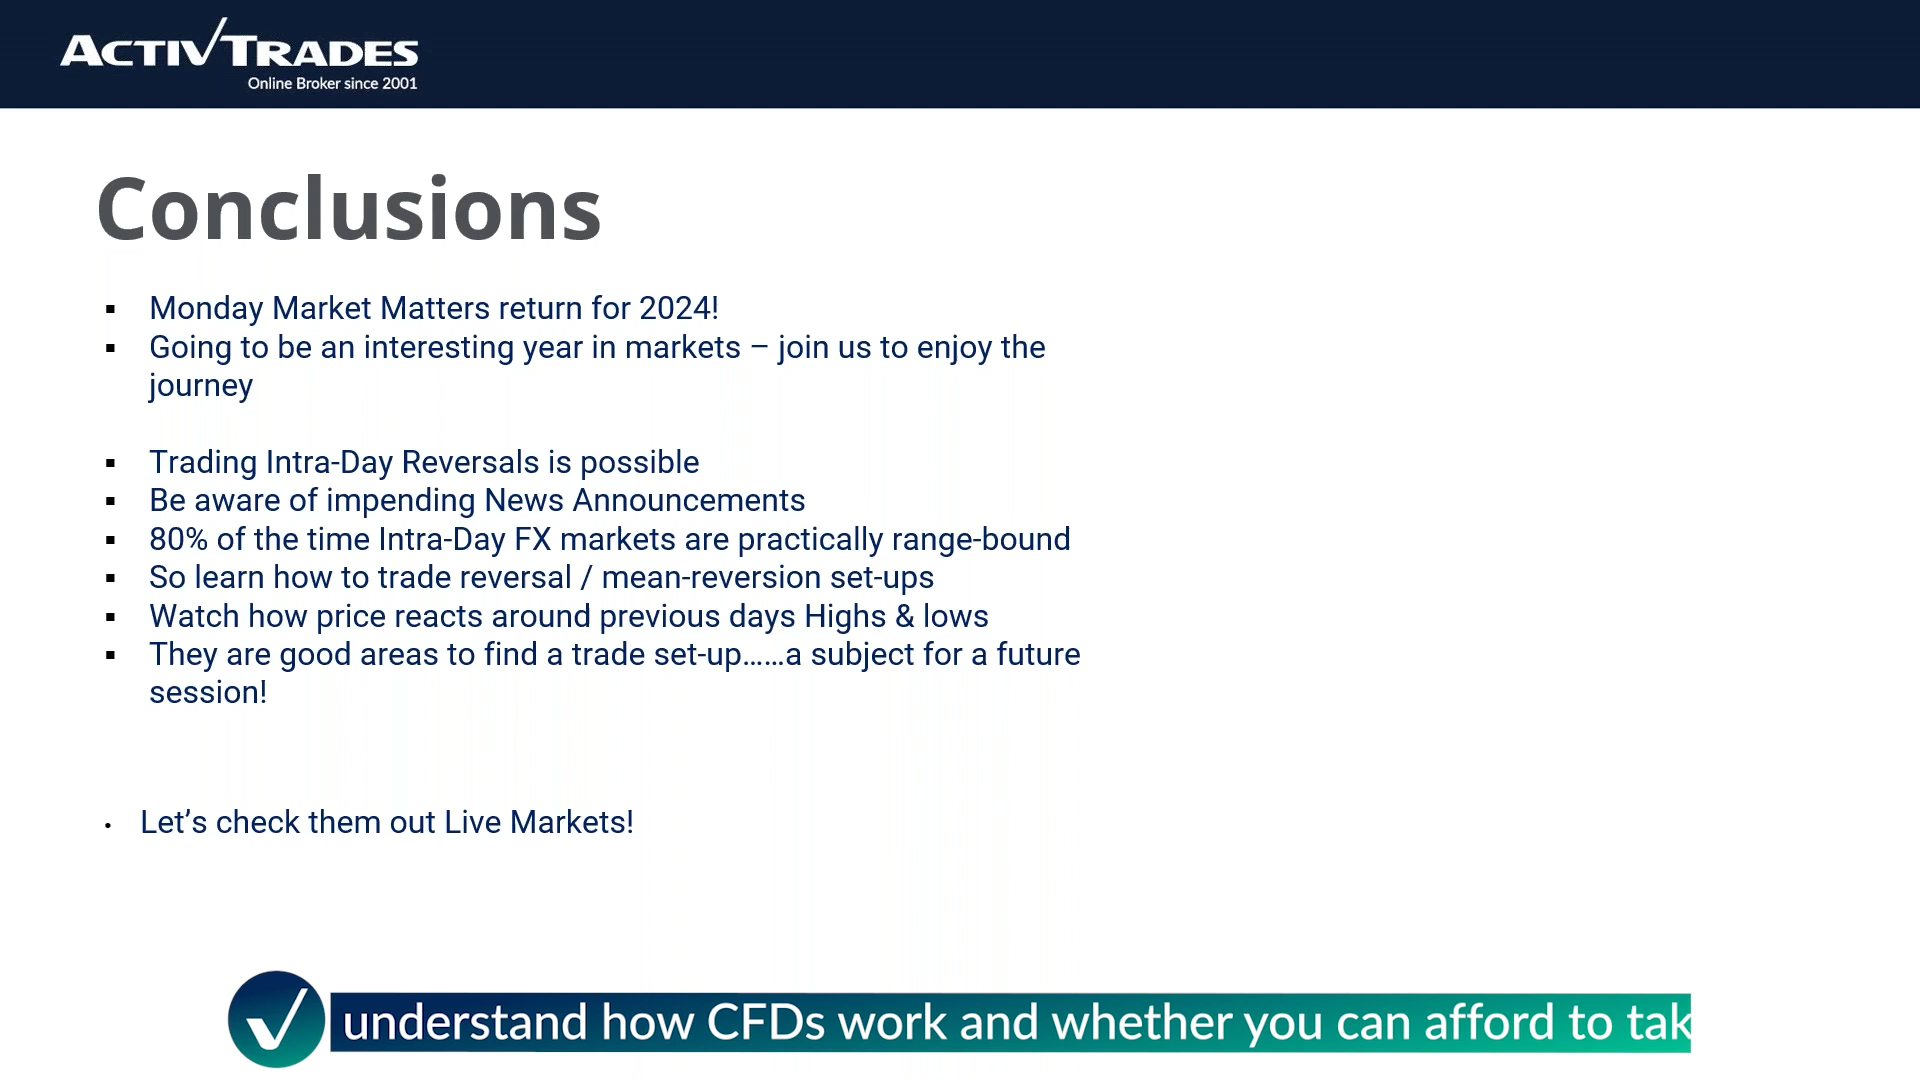 ACTIVTRADES
Online Broker since 2001
Conclusions
▪ Monday Market Matters return for 2024!
▪ Going to be an interesting year in markets – join us to enjoy the
journey
▪ Trading Intra-Day Reversals is possible
▪ Be aware of impending News Announcements
▪ 80% of the time Intra-Day FX markets are practically range-bound
▪ So learn how to trade reversal / mean-reversion set-ups
▪ Watch how price reacts around previous days Highs & lows
▪ They are good areas to find a trade set-up……a subject for a future
session!
• Let’s check them out Live Markets!
understand how CFDs work and whether you can afford to tak